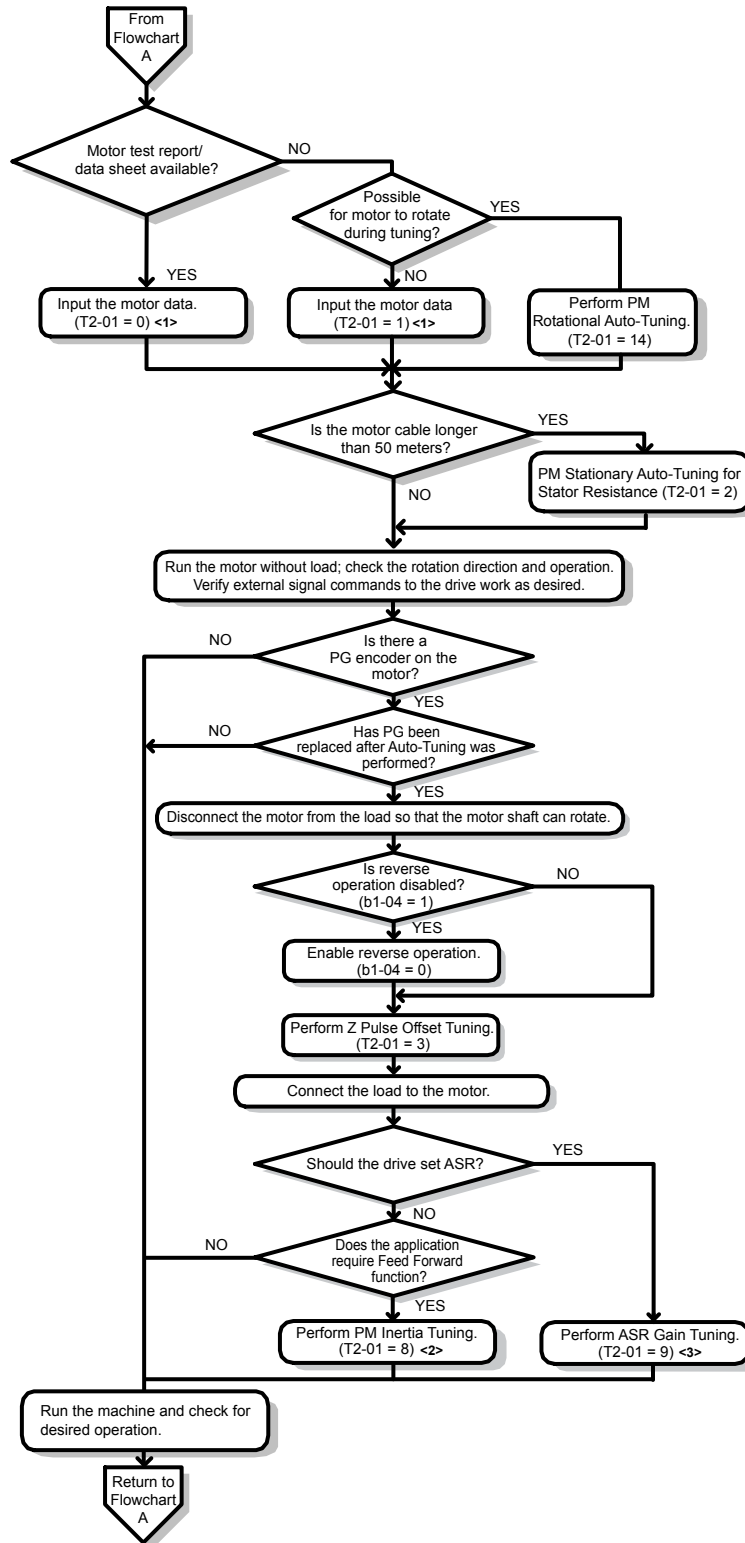 From
Flowchart
A
Motor test report/
data sheet available?
NO
Possible
for motor to rotate
during tuning?
YES
YES
NO
Input the motor data.
(T2-01 = 0) <1>
Input the motor data
(T2-01 = 1) <1>
Perform PM
Rotational Auto-Tuning.
(T2-01 = 14)
Is the motor cable longer
than 50 meters?
YES
NO
PM Stationary Auto-Tuning for
Stator Resistance (T2-01 = 2)
Run the motor without load; check the rotation direction and operation.
Verify external signal commands to the drive work as desired.
NO
Is there a
PG encoder on the
motor?
YES
NO
Has PG been
replaced after Auto-Tuning was
performed?
YES
Disconnect the motor from the load so that the motor shaft can rotate.
Is reverse
operation disabled?
(b1-04 = 1)
NO
YES
Enable reverse operation.
(b1-04 = 0)
Perform Z Pulse Offset Tuning.
(T2-01 = 3)
Connect the load to the motor.
Should the drive set ASR?
YES
NO
NO
Does the application
require Feed Forward
function?
YES
Perform PM Inertia Tuning.
(T2-01 = 8) <2>
Perform ASR Gain Tuning.
(T2-01 = 9) <3>
Run the machine and check for
desired operation.
Return to
Flowchart
A